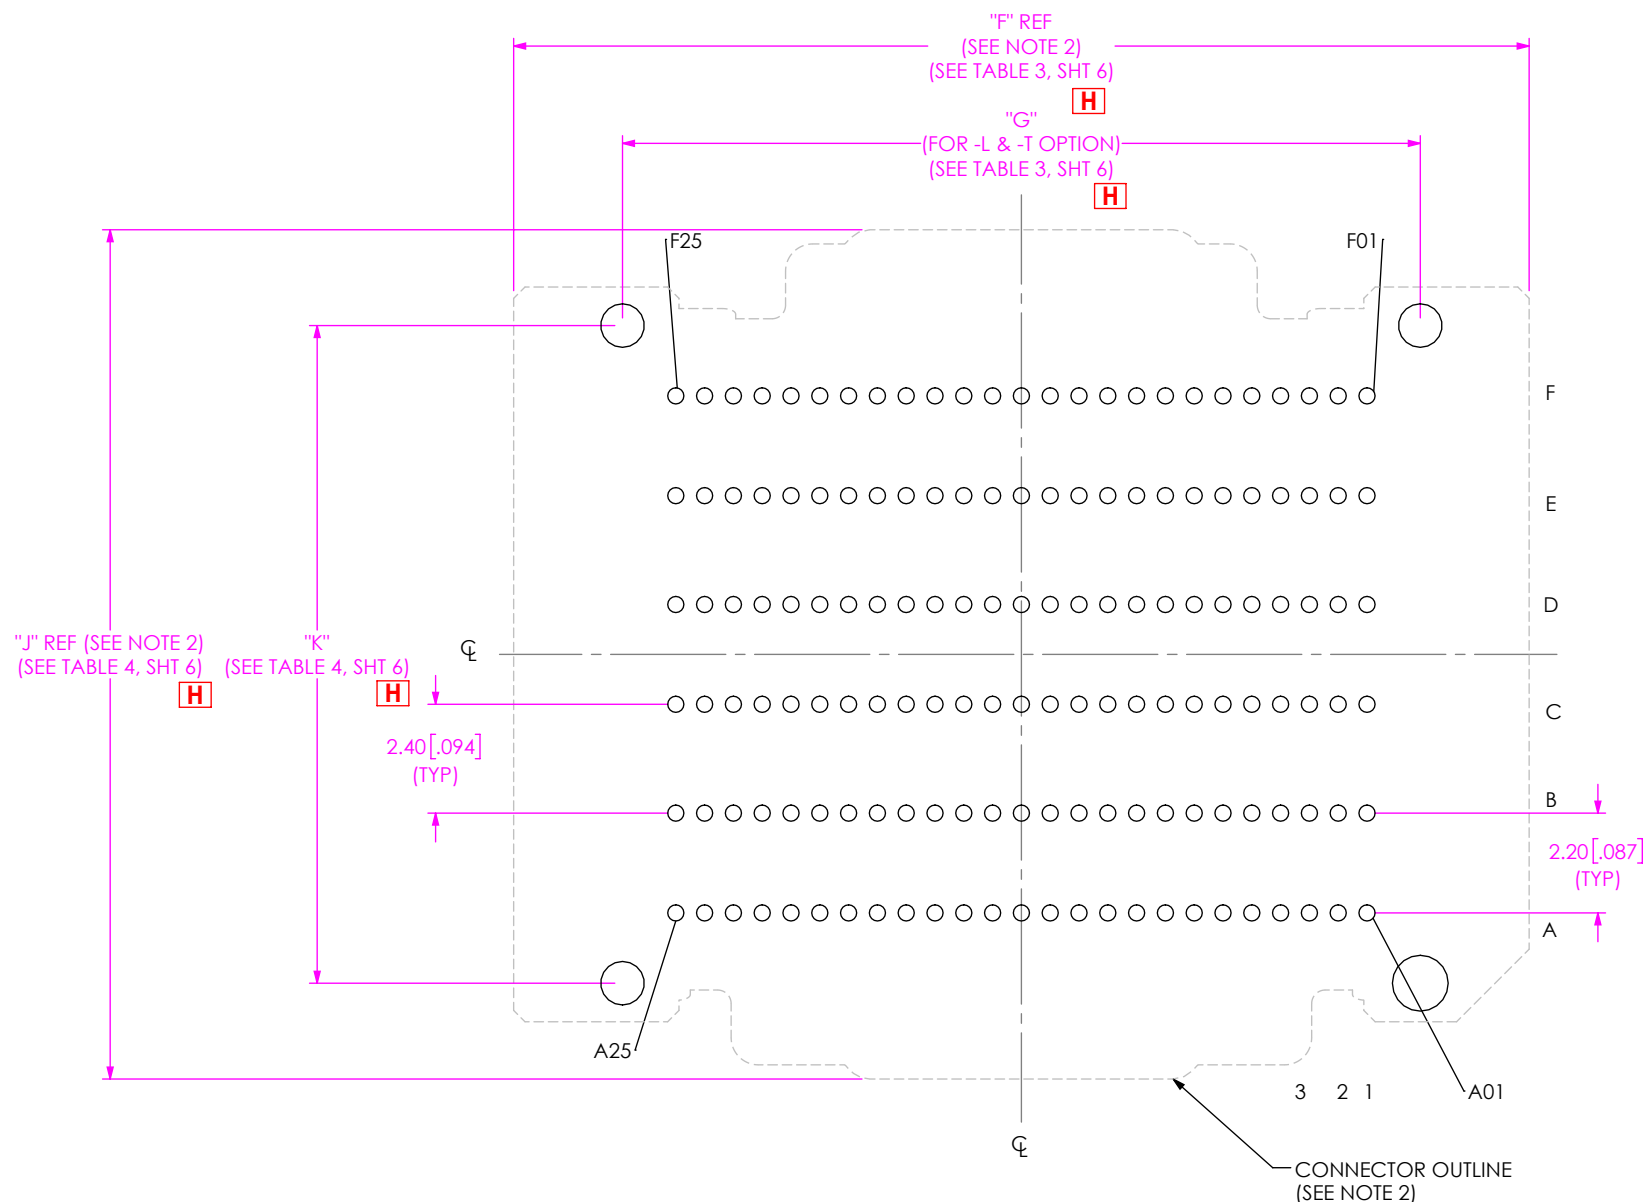 "F" REF
(SEE NOTE 2)
(SEE TABLE 3, SHT 6)
H
"G"
(FOR -L & -T OPTION)
(SEE TABLE 3, SHT 6)
H
F25
F01
F
E
D
"J" REF (SEE NOTE 2)
(SEE TABLE 4, SHT 6)
H
"K"
(SEE TABLE 4, SHT 6)
H
℄
C
2.40[.094]
(TYP)
B
2.20[.087]
(TYP)
A
A25
3 2 1
A01
℄
CONNECTOR OUTLINE
(SEE NOTE 2)